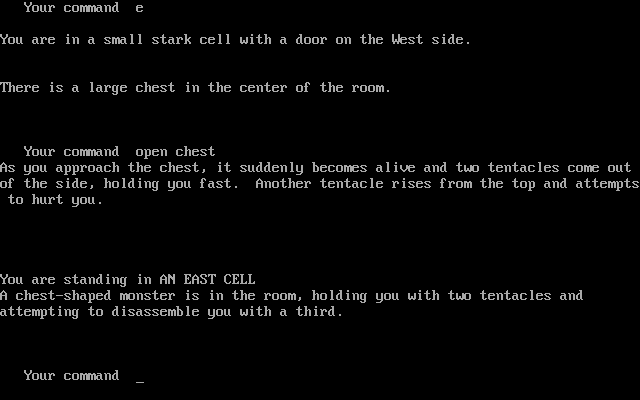 Your command  e
You are in a small stark cell with a door on the West side.
There is a large chest in the center of the room.
Your command  open chest
As you approach the chest, it suddenly becomes alive and two tentacles come out
of the side, holding you fast.  Another tentacle rises from the top and attempts
to hurt you.
You are standing in AN EAST CELL
A chest-shaped monster is in the room, holding you with two tentacles and
attempting to disassemble you with a third.
Your command  _